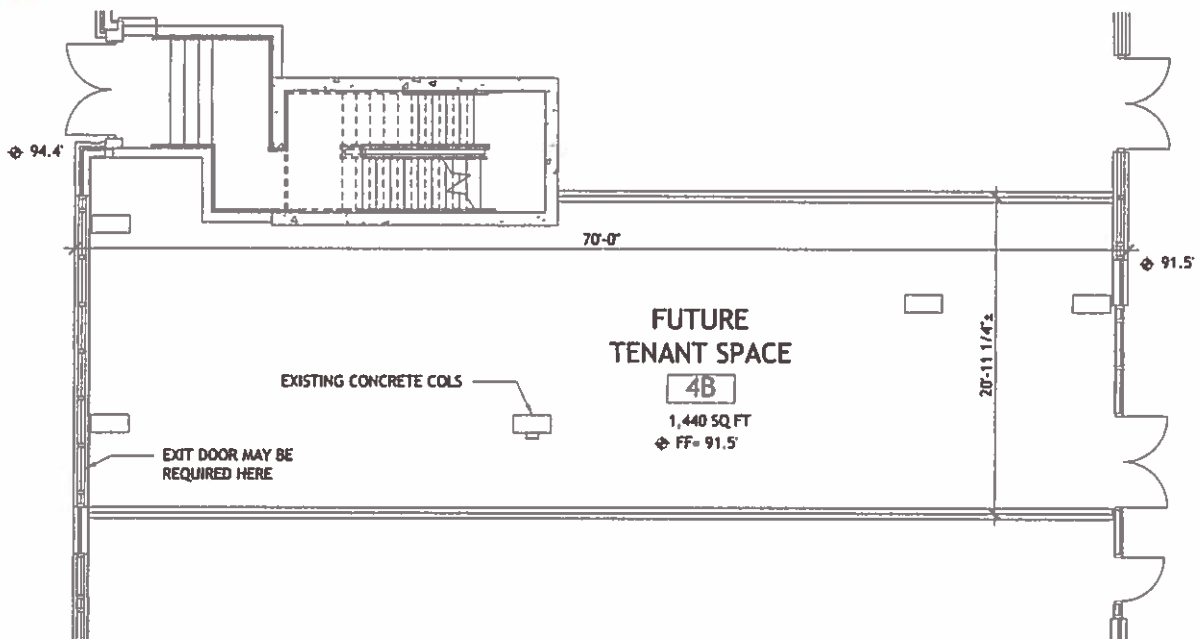 94.4'
70'-0"
91.5'
FUTURE
TENANT SPACE
4B
1,440 SQ FT
FF= 91.5'
20'-11 1/4"±
EXISTING CONCRETE COLS
EXIT DOOR MAY BE
REQUIRED HERE